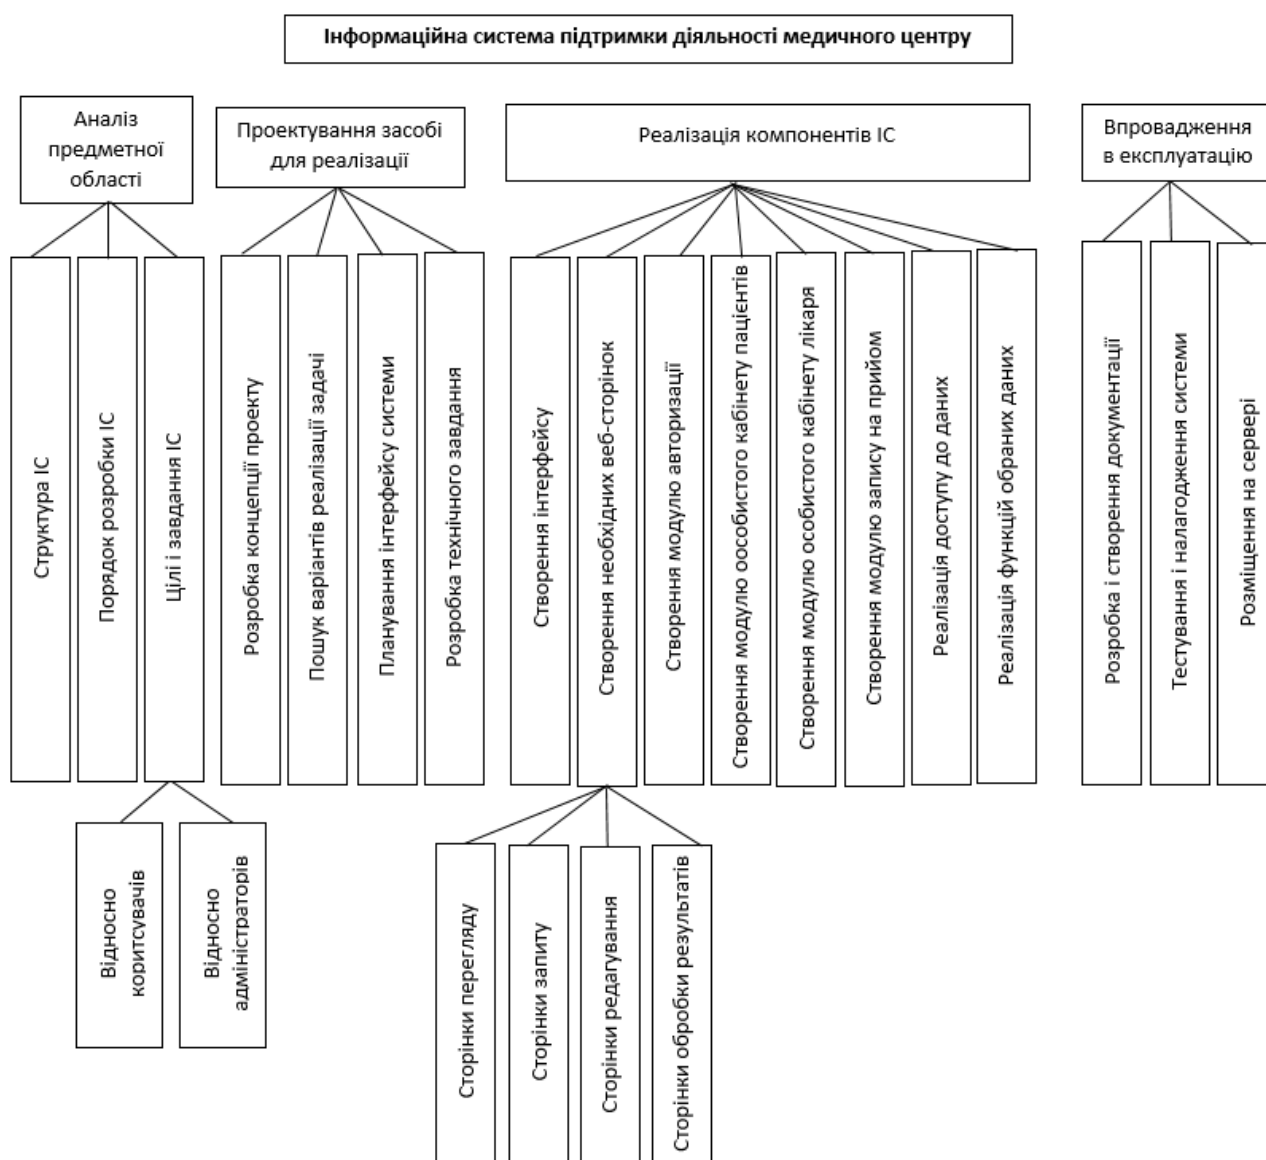 Інформаційна система підтримки діяльності медичного центру
Аналіз
предметної
області
Проектування засобі
для реалізації
Реалізація компонентів ІС
Впровадження
в експлуатацію
Структура ІС
Порядок розробки ІС
Цілі і завдання ІС
Розробка концепції проекту
Пошук варіантів реалізації задачі
Планування інтерфейсу системи
Розробка технічного завдання
Створення інтерфейсу
Створення необхідних веб-сторінок
Створення модулю авторизації
Створення модулю оособистого кабінету пацієнтів
Створення модулю особистого кабінету лікаря
Створення модулю запису на прийом
Реалізація доступу до даних
Реалізація функцій обраних даних
Розробка і створення документації
Тестування і налагодження системи
Розміщення на сервері
Відносно
коритсувачів
Відносно
адміністраторів
Сторінки перегляду
Сторінки запиту
Сторінки редагування
Сторінки обробки результатів